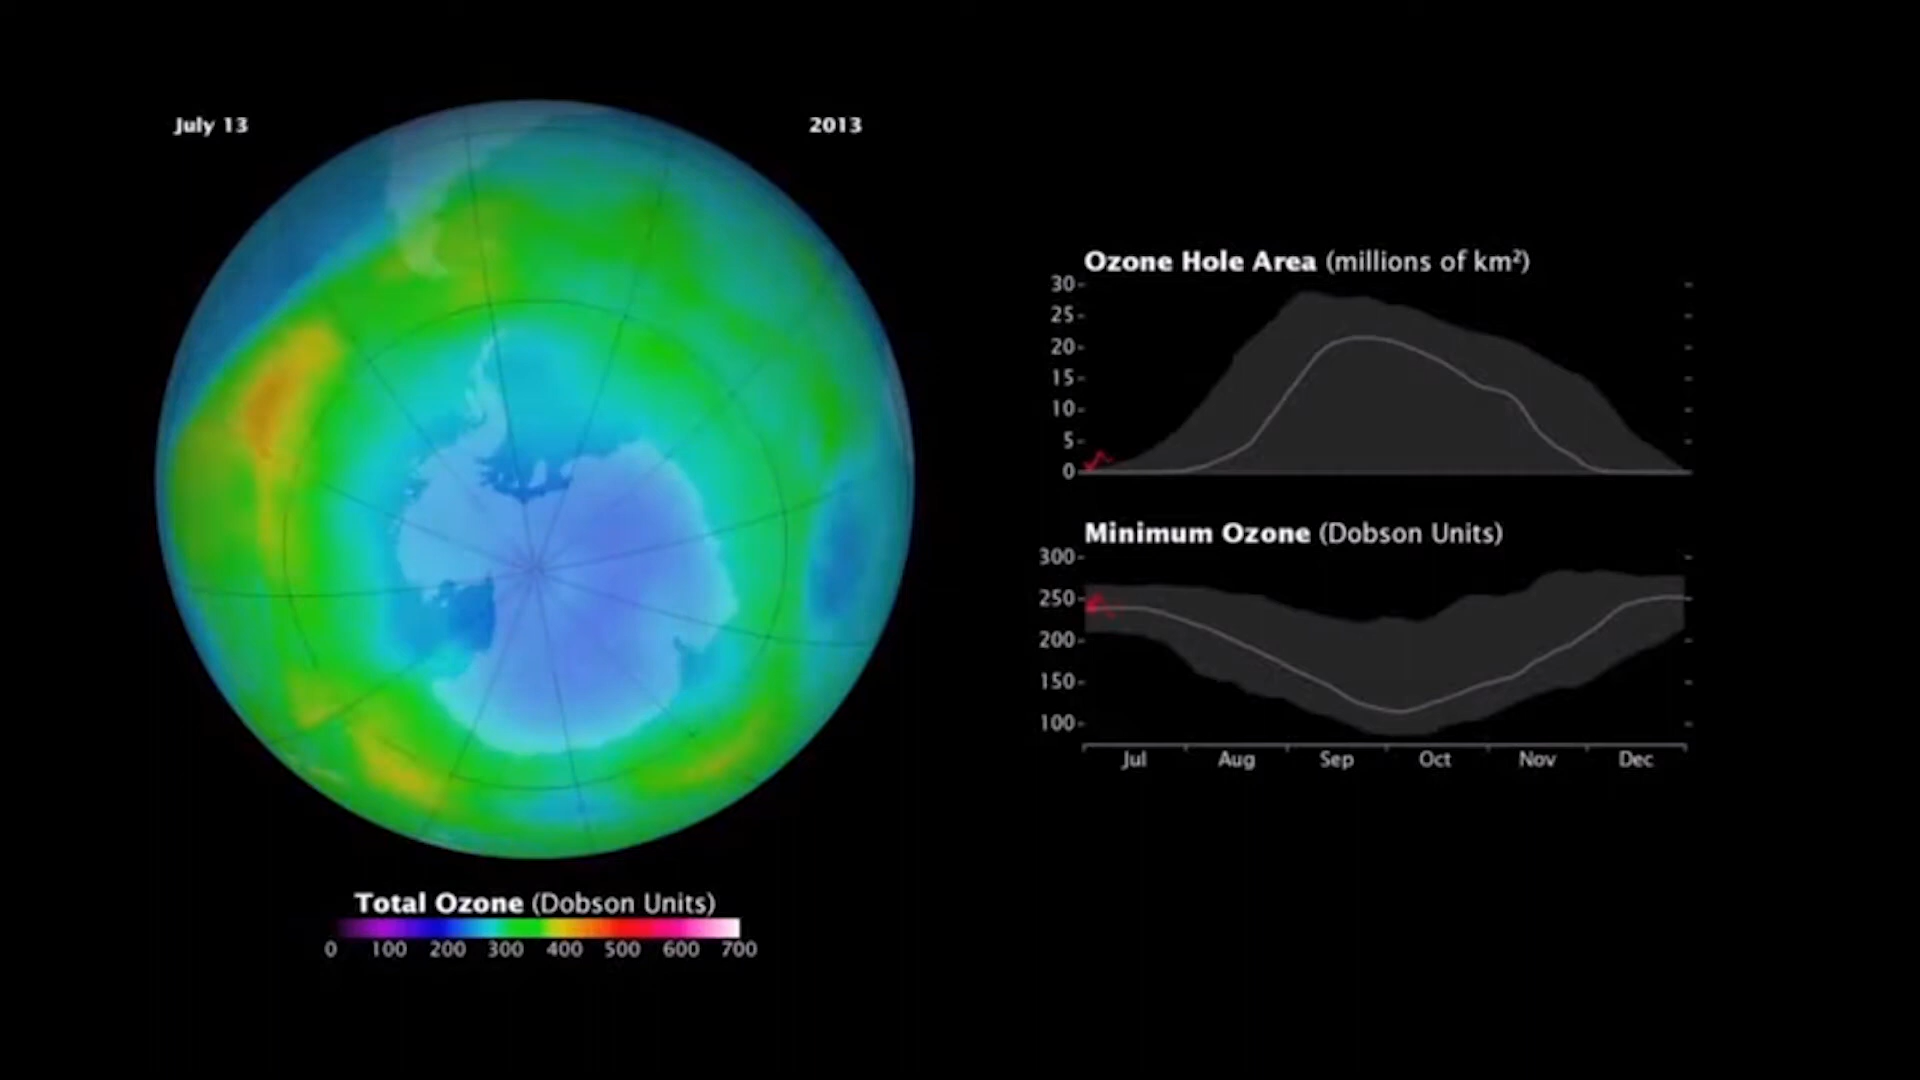 July 13
2013
Total Ozone (Dobson Units)
0 100 200 300 400 500 600 700
Ozone Hole Area (millions of km²)
30
25
20
15
10
5
0
Minimum Ozone (Dobson Units)
300
250
200
150
100
Jul Aug Sep Oct Nov Dec